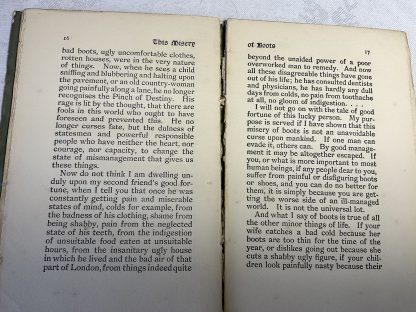 16
This Misery
bad boots, ugly uncomfortable clothes,
rotten houses, were in the very nature
of things. Now, when he sees a child
sniffing and blubbering and halting upon
the pavement, or an old country-woman
going painfully along a lane, he no longer
recognises the Pinch of Destiny. His
rage is lit by the thought, that there are
fools in this world who ought to have
foreseen and prevented this. He no
longer curses fate, but the dulness of
statesmen and powerful responsible
people who have neither the heart, nor
courage, nor capacity, to change the
state of mismanagement that gives us
these things.
Now do not think I am dwelling un-
duly upon my second friend's good for-
tune, when I tell you that once he was
constantly getting pain and miserable
states of mind, colds for example, from
the badness of his clothing, shame from
being shabby, pain from the neglected
state of his teeth, from the indigestion
of unsuitable food eaten at unsuitable
hours, from the insanitary ugly house
in which he lived and the bad air of that
part of London, from things indeed quite
of Boots
17
beyond the unaided power of a poor
overworked man to remedy. And now
all these disagreeable things have gone
out of his life; he has consulted dentists
and physicians, he has hardly any dull
days from colds, no pain from toothache
at all, no gloom of indigestion. . . .
I will not go on with the tale of good
fortune of this lucky person. My pur-
pose is served if I have shown that this
misery of boots is not an unavoidable
curse upon mankind. If one man can
evade it, others can. By good manage-
ment it may be altogether escaped. If
you, or what is more important to most
human beings, if any people dear to you,
suffer from painful or disfiguring boots
or shoes, and you can do no better for
them, it is simply because you are get-
ting the worse side of an ill-managed
world. It is not the universal lot.
And what I say of boots is true of all
the other minor things of life. If your
wife catches a bad cold because her
boots are too thin for the time of the
year, or dislikes going out because she
cuts a shabby ugly figure, if your chil-
dren look painfully nasty because their